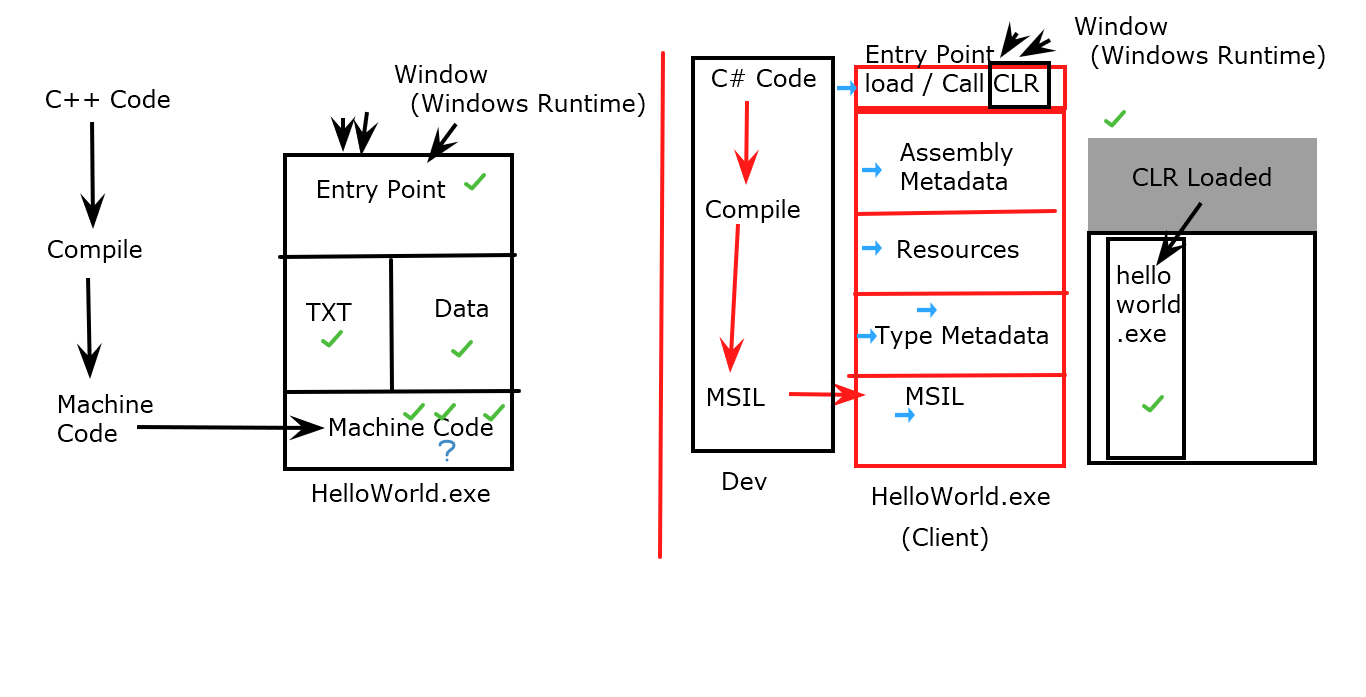 C++ Code
Compile
Machine
Code
Window
(Windows Runtime)
Entry Point
TXT
Data
Machine Code
?
HelloWorld.exe
C# Code
Compile
MSIL
Dev
Window
(Windows Runtime)
Entry Point
load / Call CLR
Assembly
Metadata
Resources
Type Metadata
MSIL
HelloWorld.exe
(Client)
CLR Loaded
hello
world
.exe